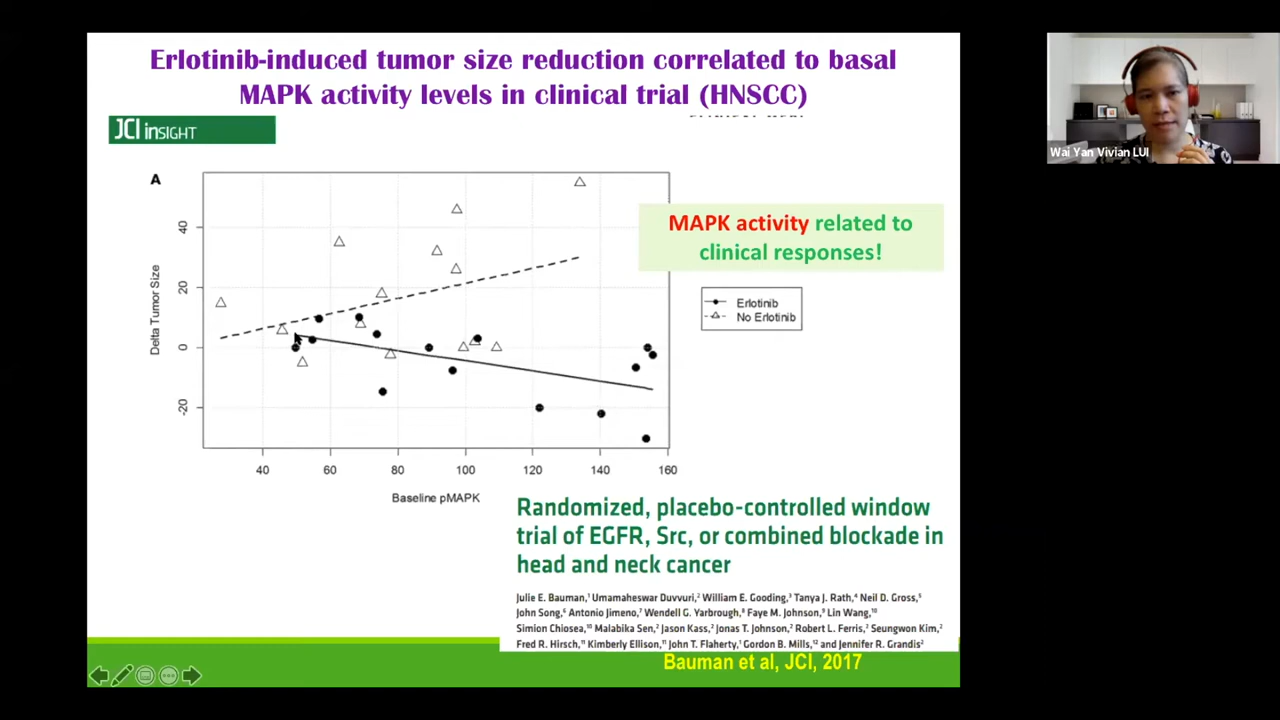 Erlotinib-induced tumor size reduction correlated to basal
MAPK activity levels in clinical trial (HNSCC)
JCI insight
A
MAPK activity related to
clinical responses!
Erlotinib
No Erlotinib
Delta Tumor Size
40
20
0
-20
40 60 80 100 120 140 160
Baseline pMAPK
Randomized, placebo-controlled window
trial of EGFR, Src, or combined blockade in
head and neck cancer
Julie E. Bauman,¹ Umamaheswar Duvvuri,² William E. Gooding,³ Tanya J. Rath,⁴ Neil D. Gross,⁵
John Song,⁶ Antonio Jimeno,⁷ Wendell G. Yarbrough,⁸ Faye M. Johnson,⁹ Lin Wang,¹⁰
Simion Chiosea,¹⁰ Malabika Sen,² Jason Kass,² Jonas T. Johnson,² Robert L. Ferris,² Seungwon Kim,²
Fred R. Hirsch,¹¹ Kimberly Ellison,¹¹ John T. Flaherty,¹ Gordon B. Mills,¹² and Jennifer R. Grandis²
Bauman et al, JCI, 2017
Wai Yan Vivian LUI